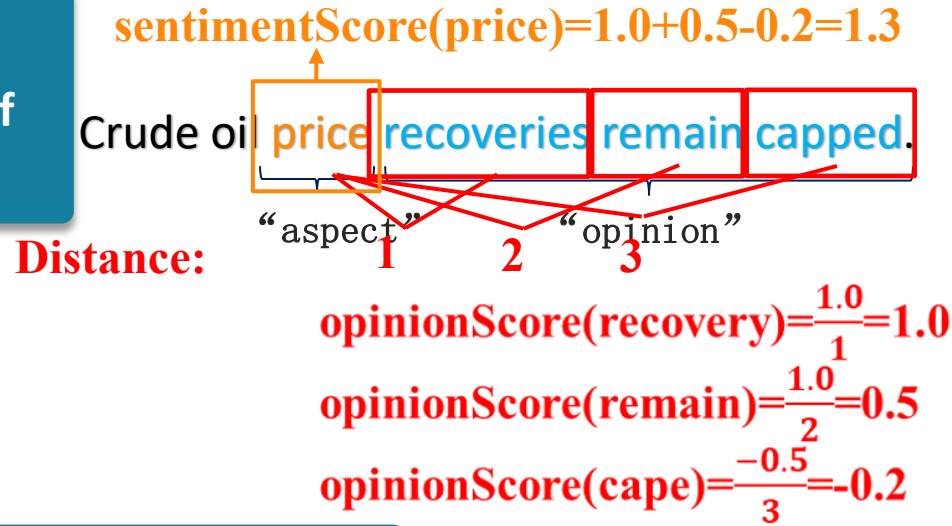 sentimentScore(price)=1.0+0.5-0.2=1.3
f
Crude oil price recoveries remain capped.
“aspect” “opinion”
Distance: 1 2 3
opinionScore(recovery)=1.0/1=1.0
opinionScore(remain)=1.0/2=0.5
opinionScore(cape)=−0.5/3=-0.2